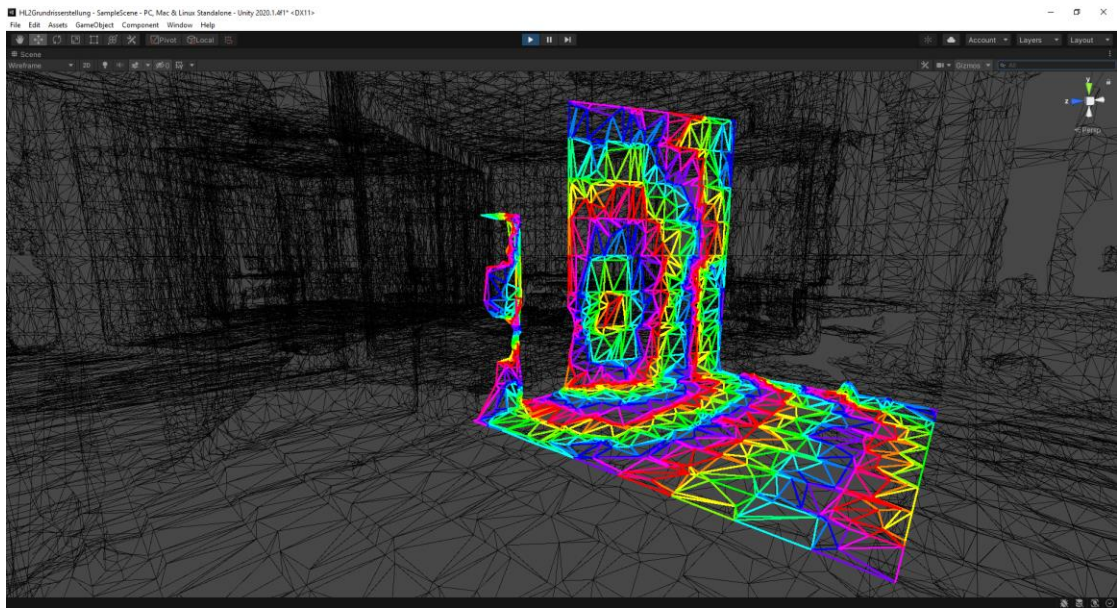 HL2Grundrisserstellung - SampleScene - PC, Mac & Linux Standalone - Unity 2020.1.4f1* <DX11>
File Edit Assets GameObject Component Window Help
Pivot Local Account Layers Layout
Scene
Wireframe 2D 0 Gizmos All
y
z
Persp